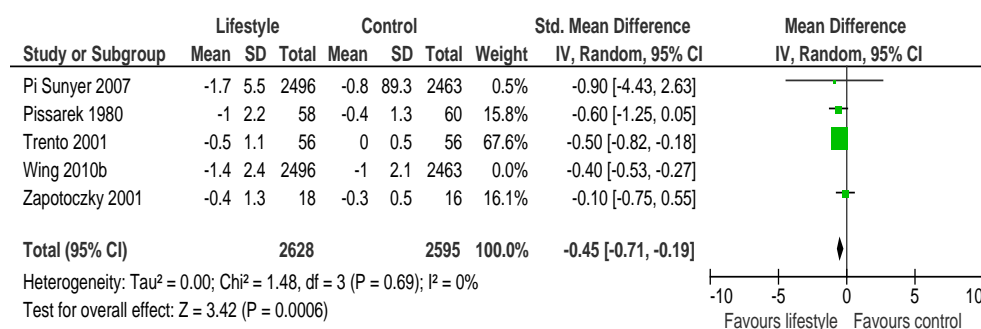 Lifestyle Control Std. Mean Difference Mean Difference
Study or Subgroup Mean SD Total Mean SD Total Weight IV, Random, 95% CI IV, Random, 95% CI
Pi Sunyer 2007 -1.7 5.5 2496 -0.8 89.3 2463 0.5% -0.90 [-4.43, 2.63]
Pissarek 1980 -1 2.2 58 -0.4 1.3 60 15.8% -0.60 [-1.25, 0.05]
Trento 2001 -0.5 1.1 56 0 0.5 56 67.6% -0.50 [-0.82, -0.18]
Wing 2010b -1.4 2.4 2496 -1 2.1 2463 0.0% -0.40 [-0.53, -0.27]
Zapotoczky 2001 -0.4 1.3 18 -0.3 0.5 16 16.1% -0.10 [-0.75, 0.55]
Total (95% CI) 2628 2595 100.0% -0.45 [-0.71, -0.19]
Heterogeneity: Tau² = 0.00; Chi² = 1.48, df = 3 (P = 0.69); I² = 0%
Test for overall effect: Z = 3.42 (P = 0.0006)
-10 -5 0 5 10
Favours lifestyle Favours control